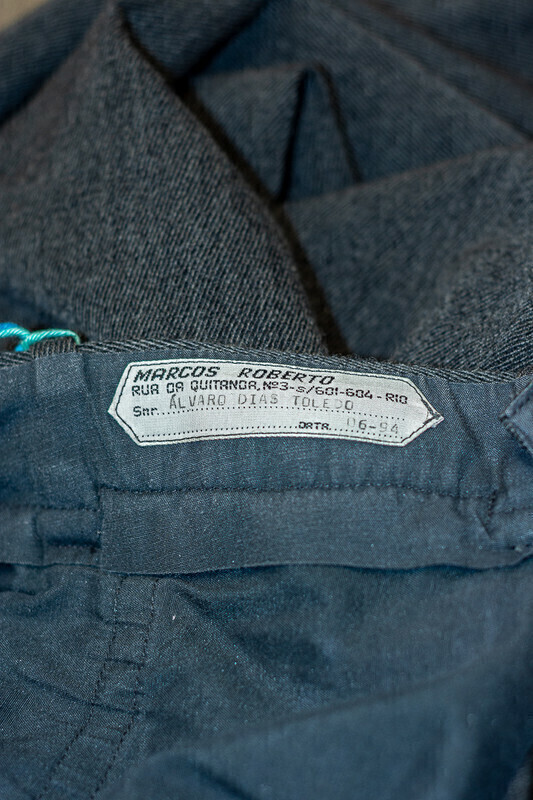 MARCOS ROBERTO
RUA DA QUITANDA, Nº3-S/601-604-RIO
Snr. ÁLVARO DIAS TOLEDO
DATA. 06-94